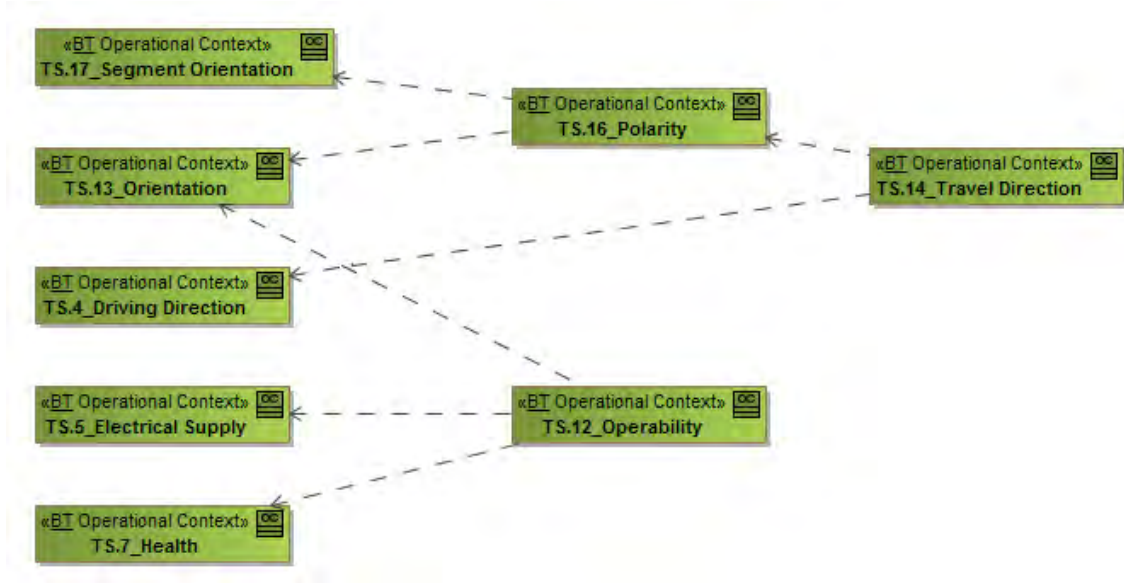 «BT Operational Context»
TS.17_Segment Orientation
«BT Operational Context»
TS.16_Polarity
«BT Operational Context»
TS.13_Orientation
«BT Operational Context»
TS.14_Travel Direction
«BT Operational Context»
TS.4_Driving Direction
«BT Operational Context»
TS.5_Electrical Supply
«BT Operational Context»
TS.12_Operability
«BT Operational Context»
TS.7_Health